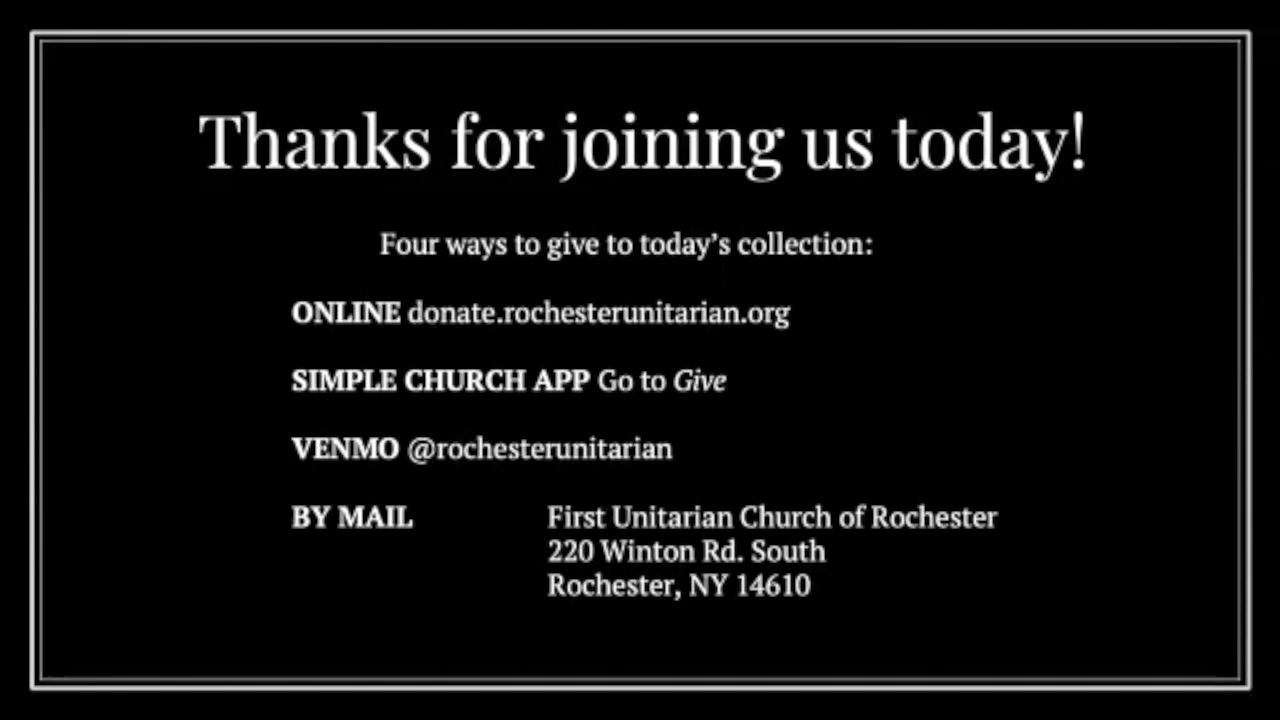 Thanks for joining us today!
Four ways to give to today’s collection:
ONLINE donate.rochesterunitarian.org
SIMPLE CHURCH APP Go to Give
VENMO @rochesterunitarian
BY MAIL First Unitarian Church of Rochester
220 Winton Rd. South
Rochester, NY 14610